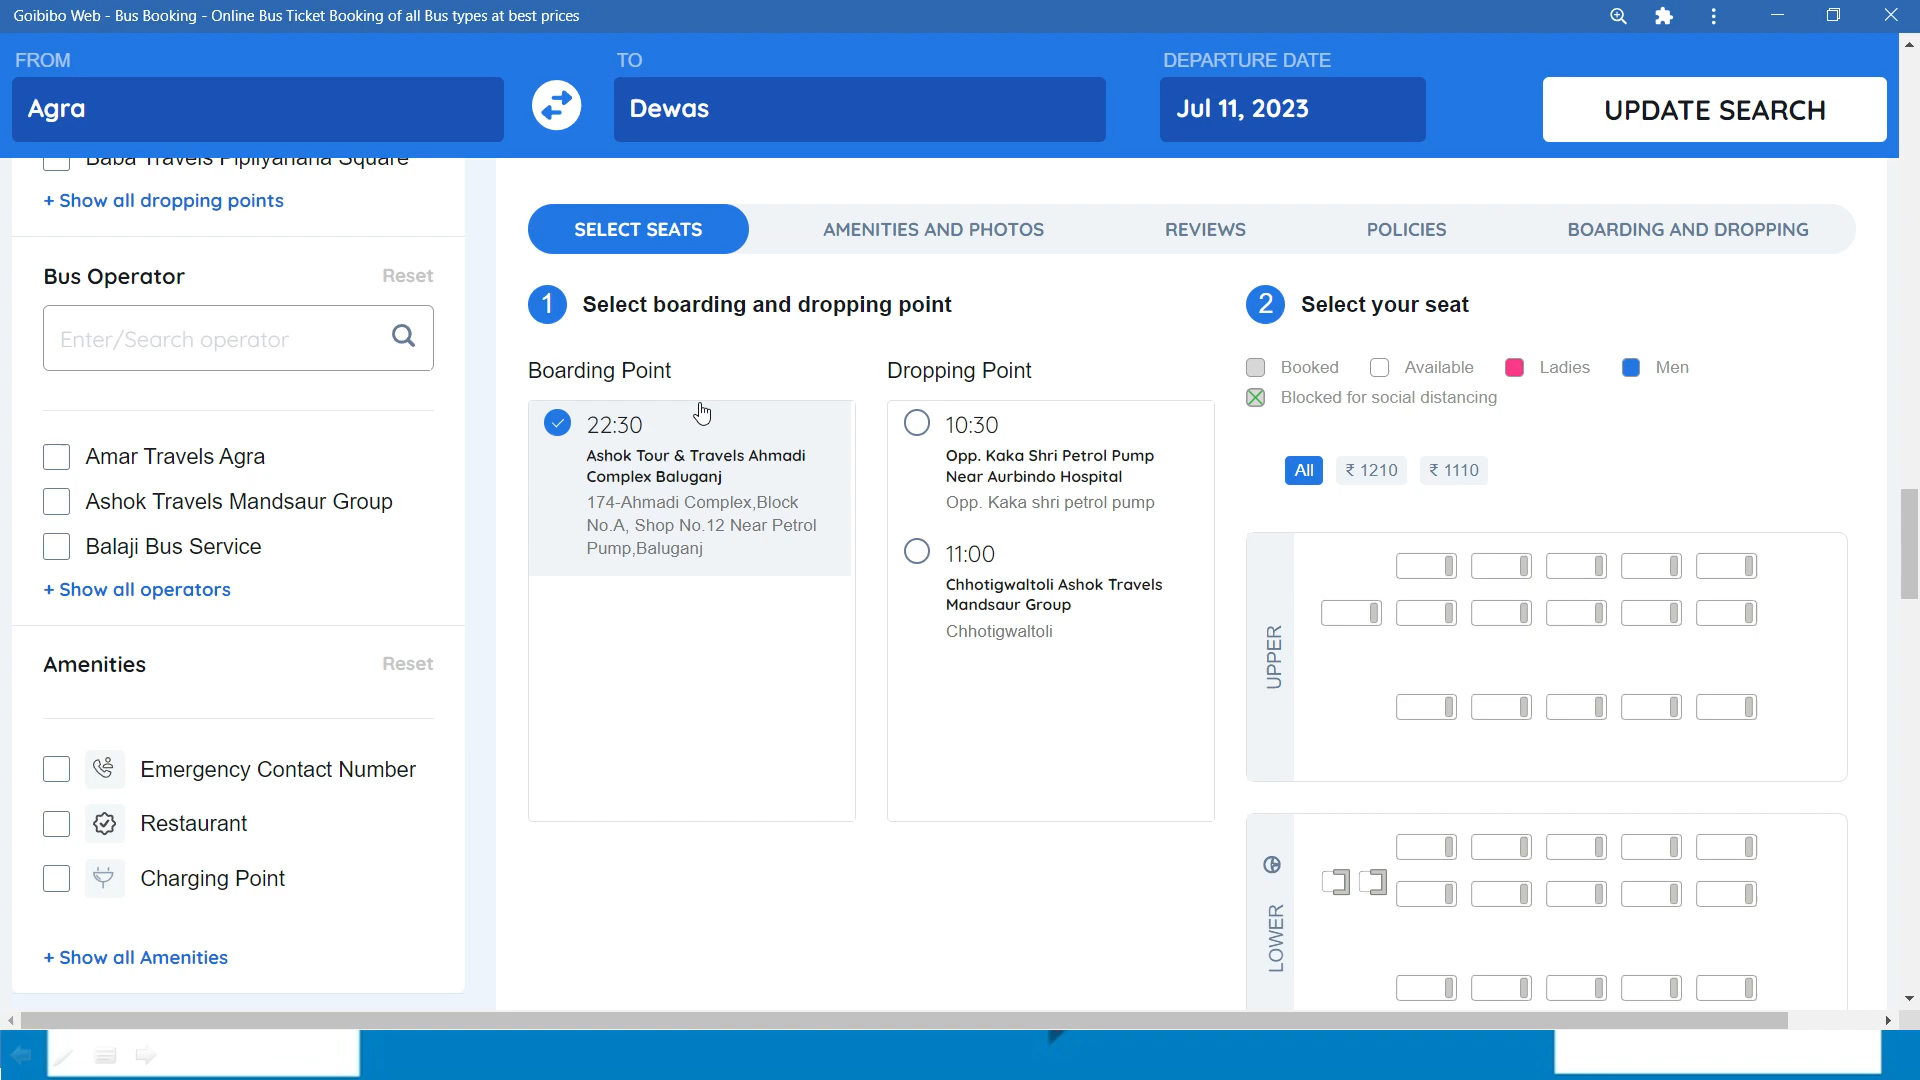 Goibibo Web - Bus Booking - Online Bus Ticket Booking of all Bus types at best prices
FROM
TO
DEPARTURE DATE
Agra
Dewas
Jul 11, 2023
UPDATE SEARCH
Baba Travels Pipliyahana Square
+ Show all dropping points
Bus Operator
Reset
Enter/Search operator
Amar Travels Agra
Ashok Travels Mandsaur Group
Balaji Bus Service
+ Show all operators
Amenities
Reset
Emergency Contact Number
Restaurant
Charging Point
+ Show all Amenities
SELECT SEATS
AMENITIES AND PHOTOS
REVIEWS
POLICIES
BOARDING AND DROPPING
1 Select boarding and dropping point
Boarding Point
22:30
Ashok Tour & Travels Ahmadi
Complex Baluganj
174-Ahmadi Complex,Block
No.A, Shop No.12 Near Petrol
Pump,Baluganj
Dropping Point
10:30
Opp. Kaka Shri Petrol Pump
Near Aurbindo Hospital
Opp. Kaka shri petrol pump
11:00
Chhotigwaltoli Ashok Travels
Mandsaur Group
Chhotigwaltoli
2 Select your seat
Booked
Available
Ladies
Men
Blocked for social distancing
All
₹ 1210
₹ 1110
UPPER
LOWER